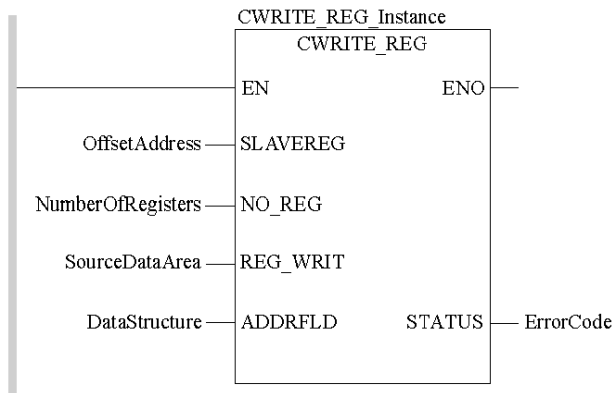 CWRITE_REG_Instance
CWRITE_REG
EN ENO
OffsetAddress SLAVEREG
NumberOfRegisters NO_REG
SourceDataArea REG_WRIT
DataStructure ADDRFLD STATUS ErrorCode